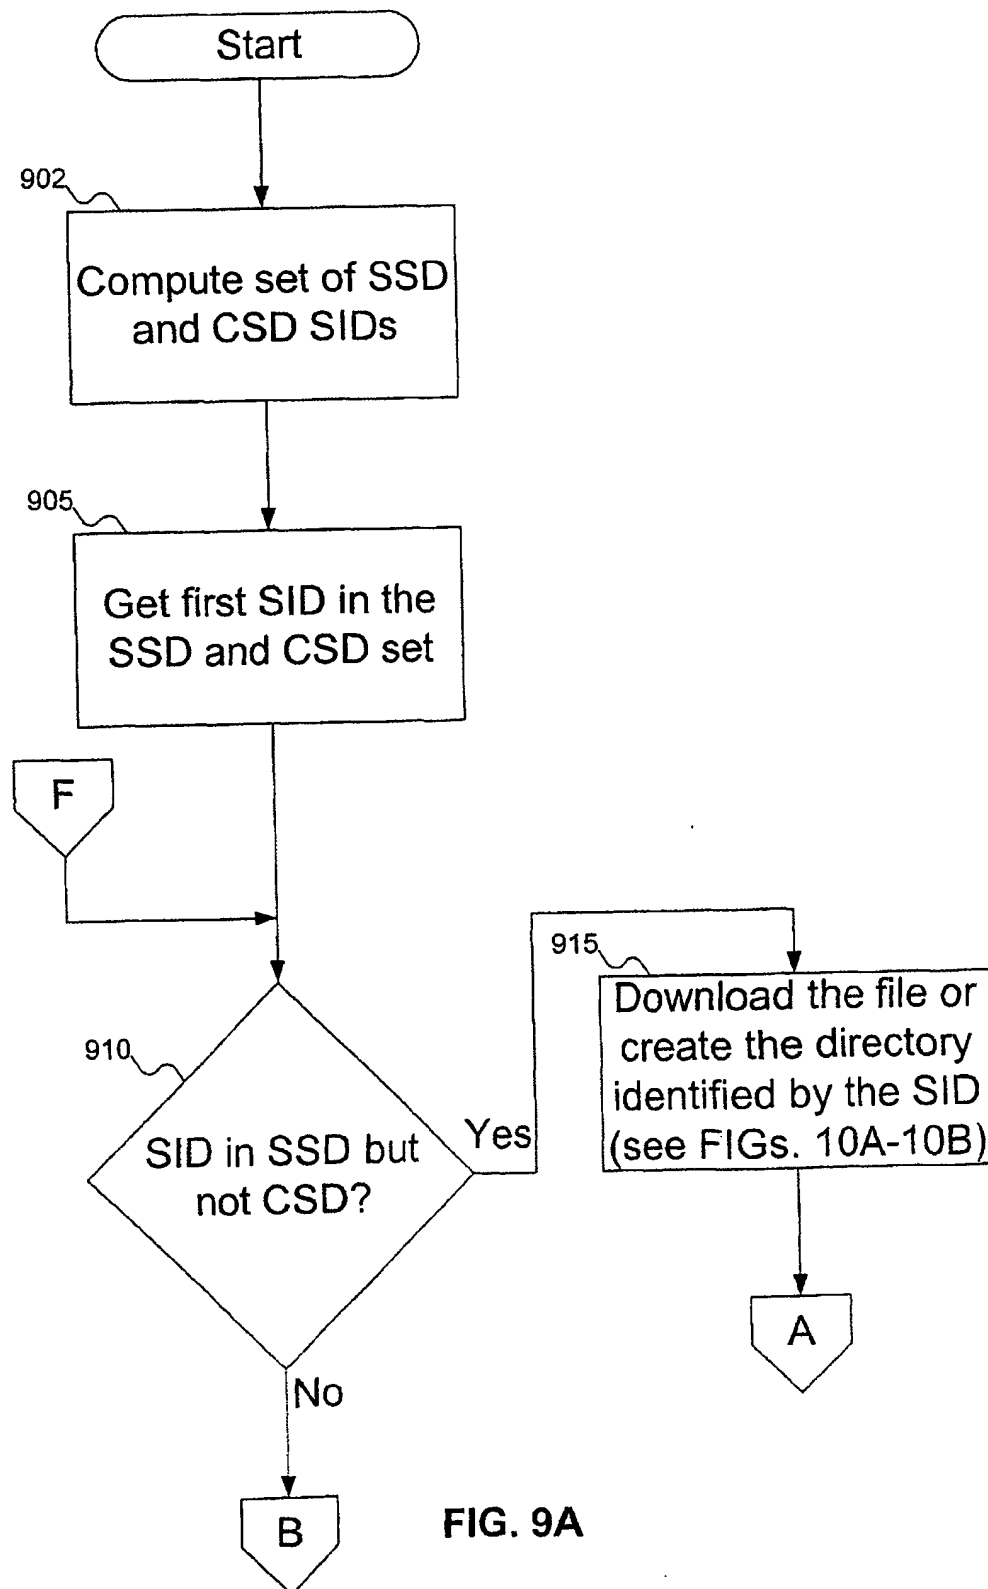 Start
902
Compute set of SSD
and CSD SIDs
905
Get first SID in the
SSD and CSD set
F
915
Download the file or
create the directory
identified by the SID
(see FIGs. 10A-10B)
910
SID in SSD but
not CSD?
Yes
A
No
B
FIG. 9A